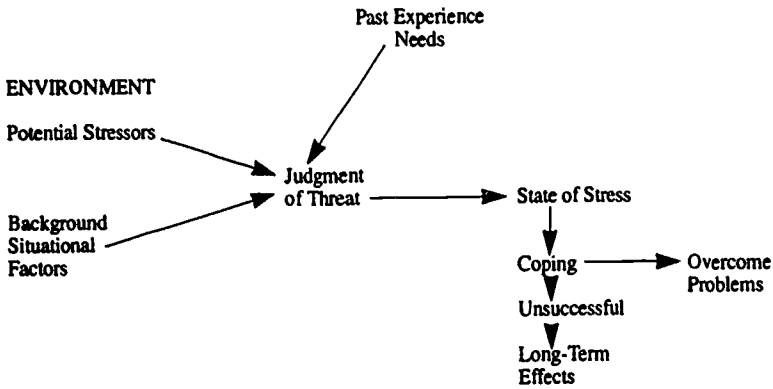 Past Experience
Needs
ENVIRONMENT
Potential Stressors
Judgment
of Threat
State of Stress
Background
Situational
Factors
Coping
Overcome
Problems
Unsuccessful
Long-Term
Effects